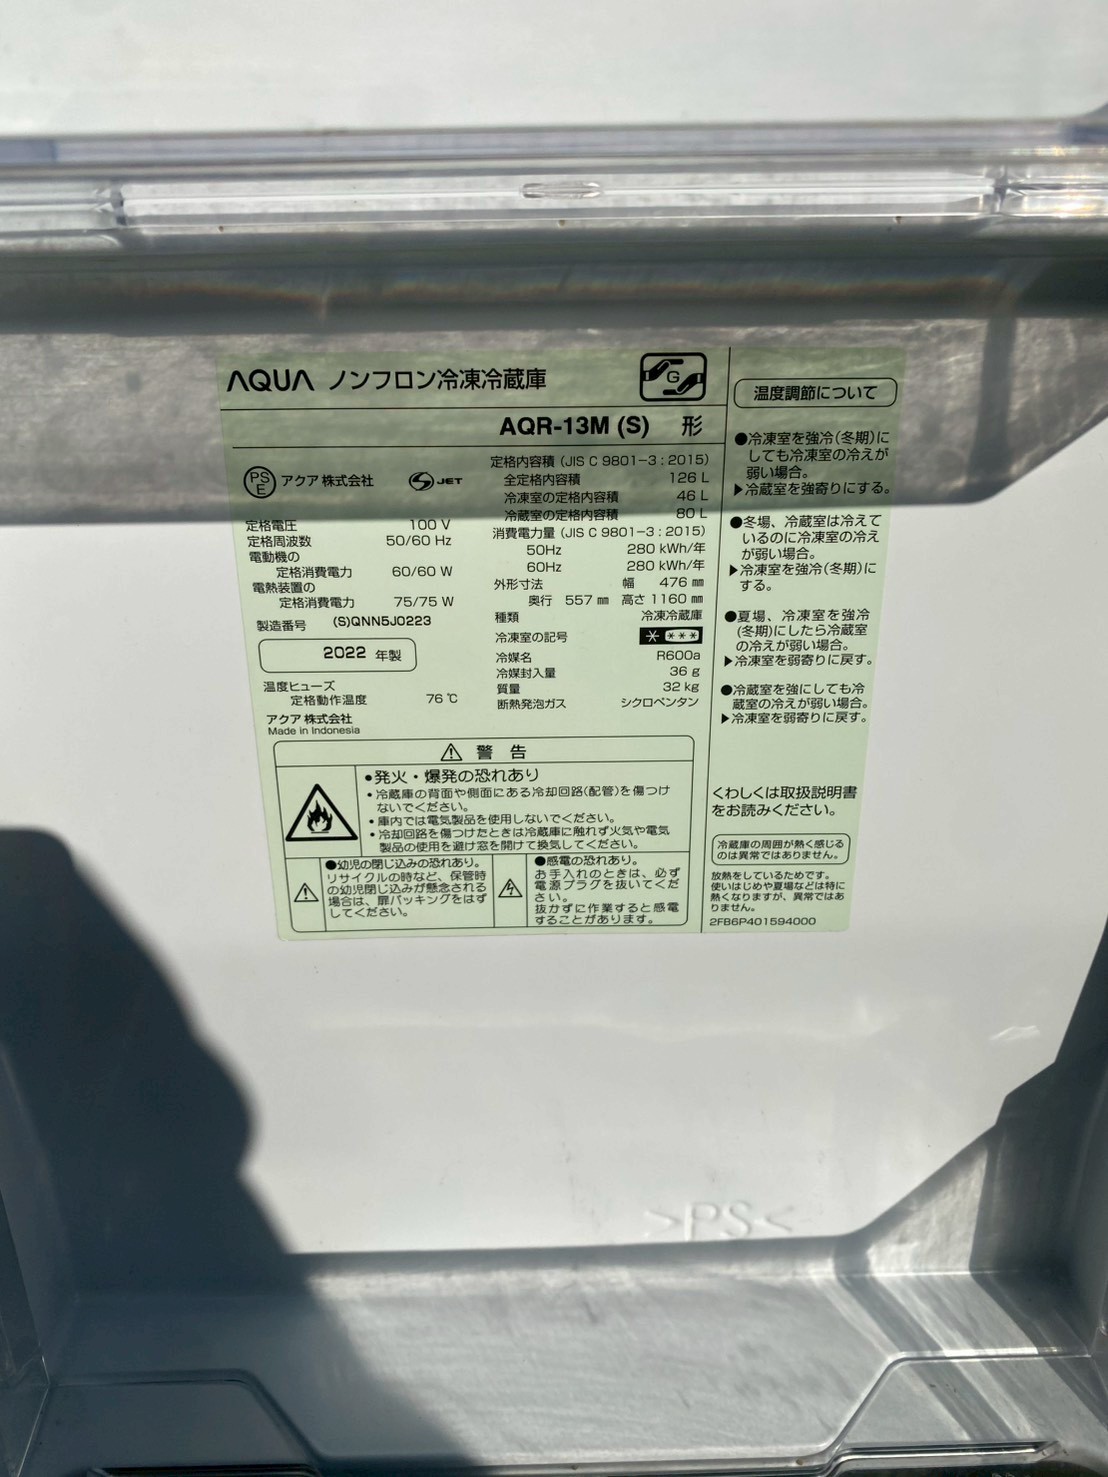 AQUA ノンフロン冷凍冷蔵庫
G
AQR-13M (S) 形
PS
E
アクア 株式会社
S JET
定格電圧 100 V
定格周波数 50/60 Hz
電動機の
定格消費電力 60/60 W
電熱装置の
定格消費電力 75/75 W
製造番号 (S)QNN5J0223
2022 年製
温度ヒューズ
定格動作温度 76 ℃
アクア 株式会社
Made in Indonesia
定格内容積 (JIS C 9801-3 : 2015)
全定格内容積 126 L
冷凍室の定格内容積 46 L
冷蔵室の定格内容積 80 L
消費電力量 (JIS C 9801-3 : 2015)
50Hz 280 kWh/年
60Hz 280 kWh/年
外形寸法 幅 476 ㎜
奥行 557 ㎜ 高さ 1160 ㎜
種類 冷凍冷蔵庫
冷凍室の記号 * ***
冷媒名 R600a
冷媒封入量 36 g
質量 32 kg
断熱発泡ガス シクロペンタン
⚠ 警 告
●発火・爆発の恐れあり
・冷蔵庫の背面や側面にある冷却回路(配管)を傷つけ
ないでください。
・庫内では電気製品を使用しないでください。
・冷却回路を傷つけたときは冷蔵庫に触れず火気や電気
製品の使用を避け窓を開けて換気してください。
●幼児の閉じ込みの恐れあり。
リサイクルの時など、保管時
の幼児閉じ込みが懸念される
場合は、扉パッキングをはず
してください。
●感電の恐れあり。
お手入れのときは、必ず
電源プラグを抜いてくだ
さい。
抜かずに作業すると感電
することがあります。
温度調節について
●冷凍室を強冷(冬期)に
しても冷凍室の冷えが
弱い場合。
▶冷蔵室を強寄りにする。
●冬場、冷蔵室は冷えて
いるのに冷凍室の冷え
が弱い場合。
▶冷凍室を強冷(冬期)に
する。
●夏場、冷凍室を強冷
(冬期)にしたら冷蔵室
の冷えが弱い場合。
▶冷凍室を弱寄りに戻す。
●冷蔵室を強にしても冷
蔵室の冷えが弱い場合。
▶冷凍室を弱寄りに戻す。
くわしくは取扱説明書
をお読みください。
冷蔵庫の周囲が熱く感じる
のは異常ではありません。
放熱をしているためです。
使いはじめや夏場などは特に
熱くなりますが、異常ではあ
りません。
2FB6P401594000
>PS<